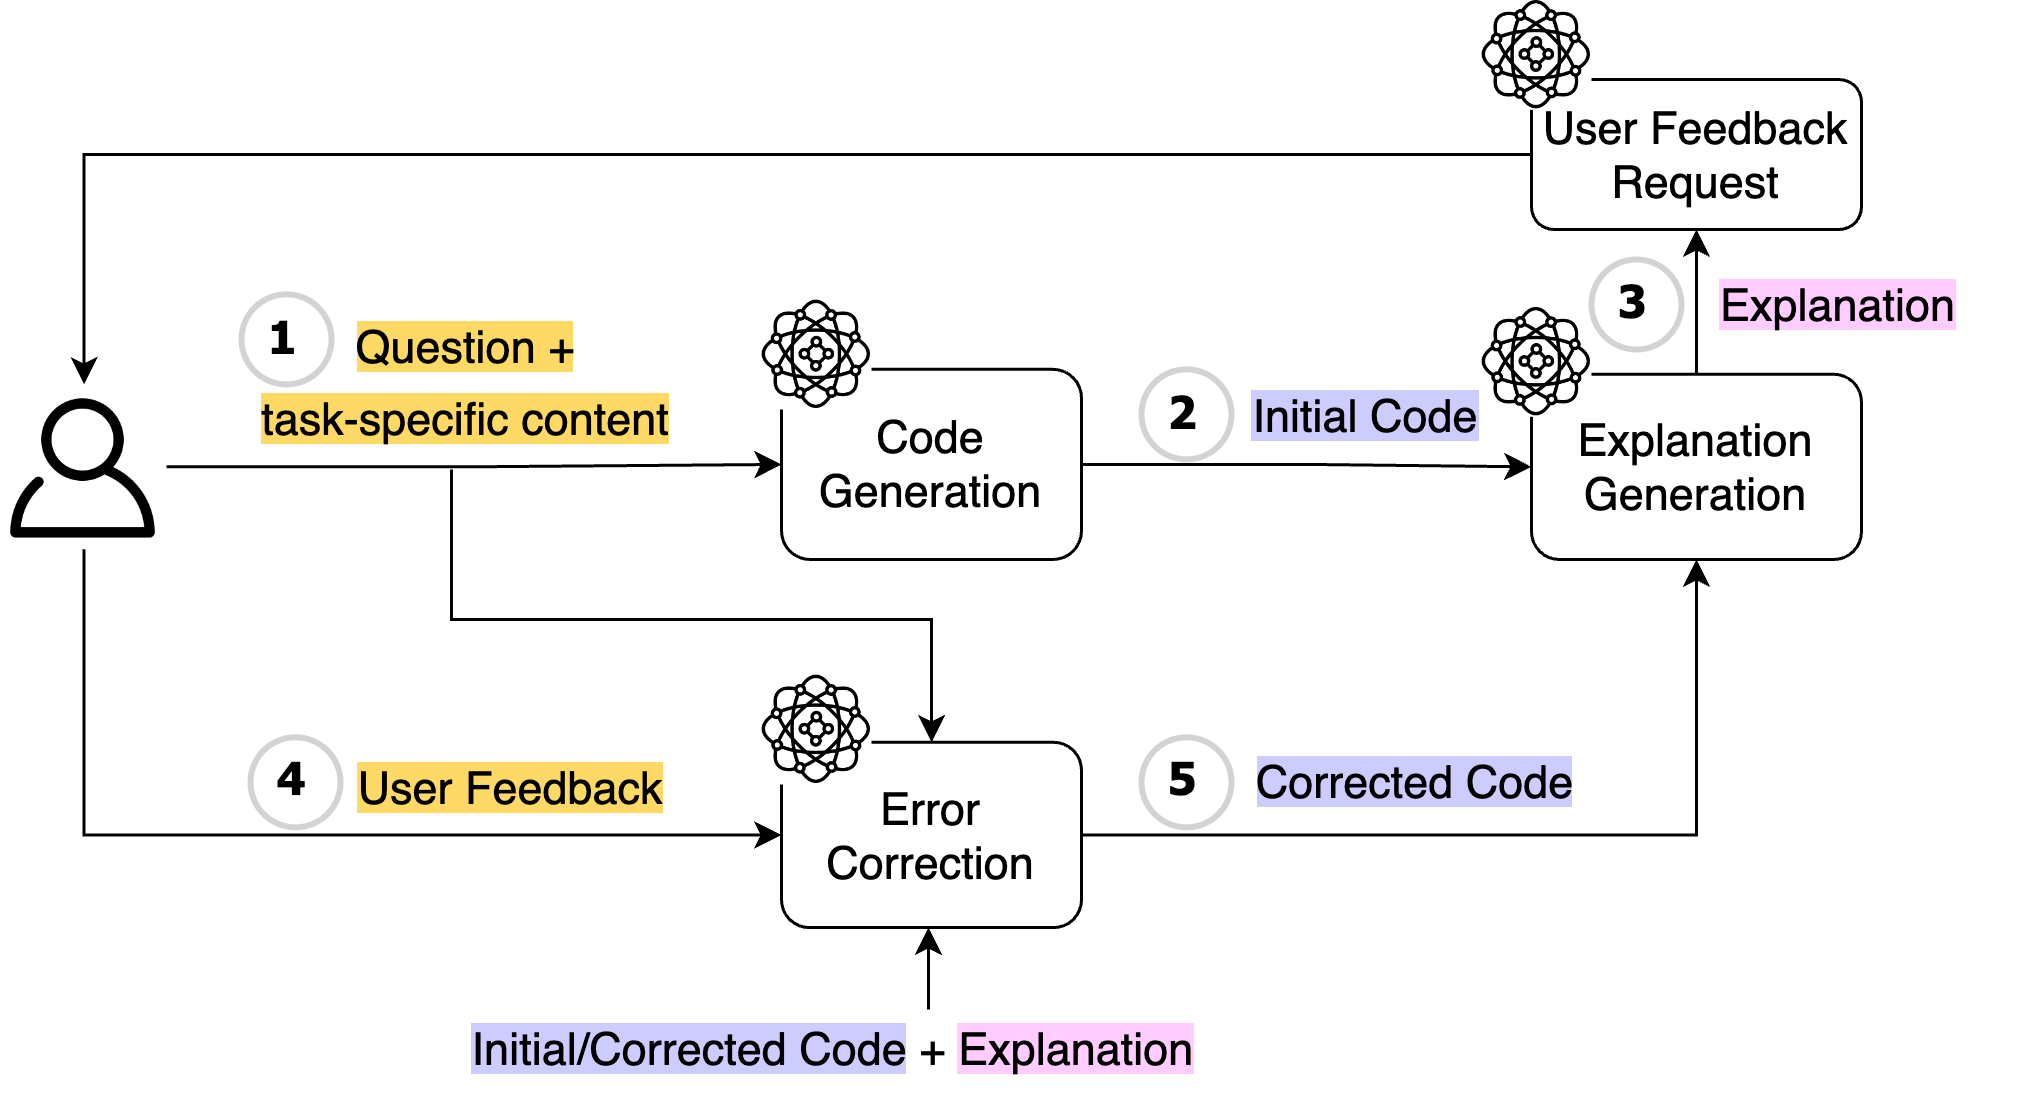 User Feedback
Request
3
Explanation
1
Question +
task-specific content
Code
Generation
2
Initial Code
Explanation
Generation
4
User Feedback
Error
Correction
5
Corrected Code
Initial/Corrected Code + Explanation